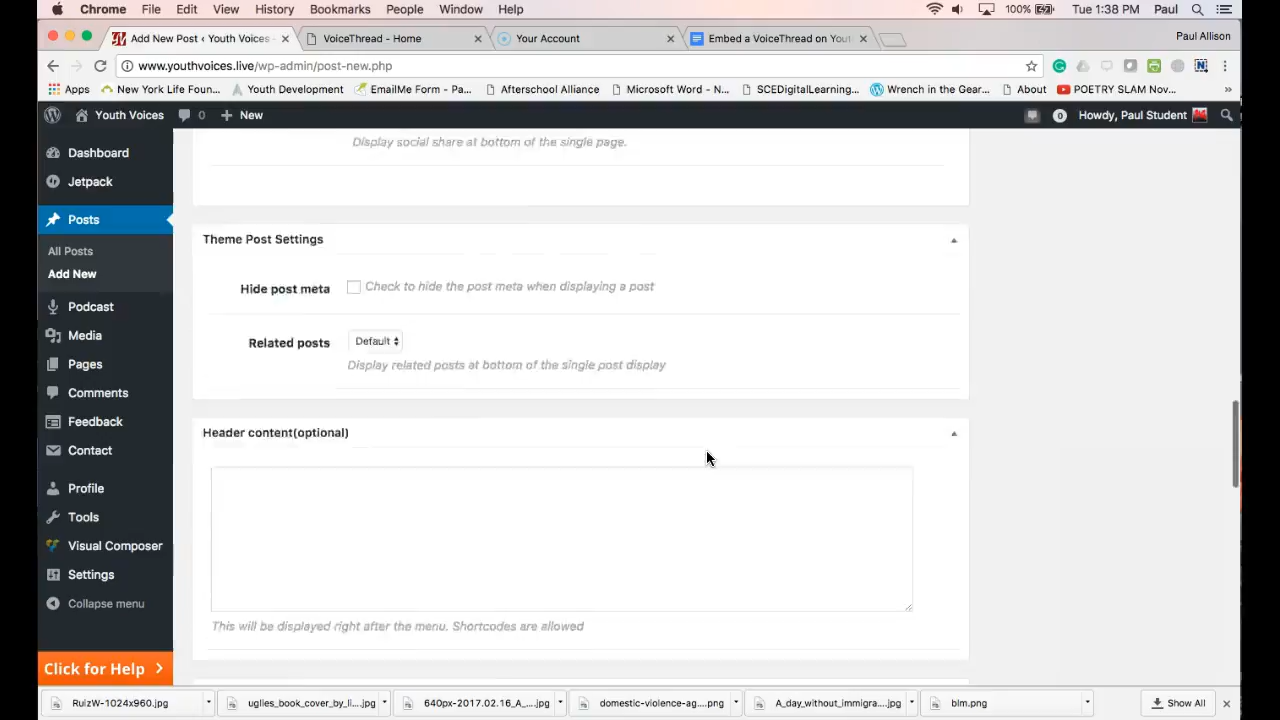 Chrome File Edit View History Bookmarks People Window Help 100% Tue 1:38 PM Paul
Add New Post ‹ Youth Voices - VoiceThread - Home Your Account Embed a VoiceThread on Yout Paul Allison
www.youthvoices.live/wp-admin/post-new.php
Apps New York Life Foun... Youth Development EmailMe Form - Pa... Afterschool Alliance Microsoft Word - N... SCEDigitalLearning... Wrench in the Gear... About POETRY SLAM Nov... »
Youth Voices 0 New 0 Howdy, Paul Student
Dashboard
Jetpack
Posts
All Posts
Add New
Podcast
Media
Pages
Comments
Feedback
Contact
Profile
Tools
Visual Composer
Settings
Collapse menu
Click for Help
Display social share at bottom of the single page.
Theme Post Settings
Hide post meta Check to hide the post meta when displaying a post
Related posts Default
Display related posts at bottom of the single post display
Header content(optional)
This will be displayed right after the menu. Shortcodes are allowed
RuizW-1024x960.jpg uglies_book_cover_by_li....jpg 640px-2017.02.16_A_....jpg domestic-violence-ag....png A_day_without_immigra....jpg blm.png Show All